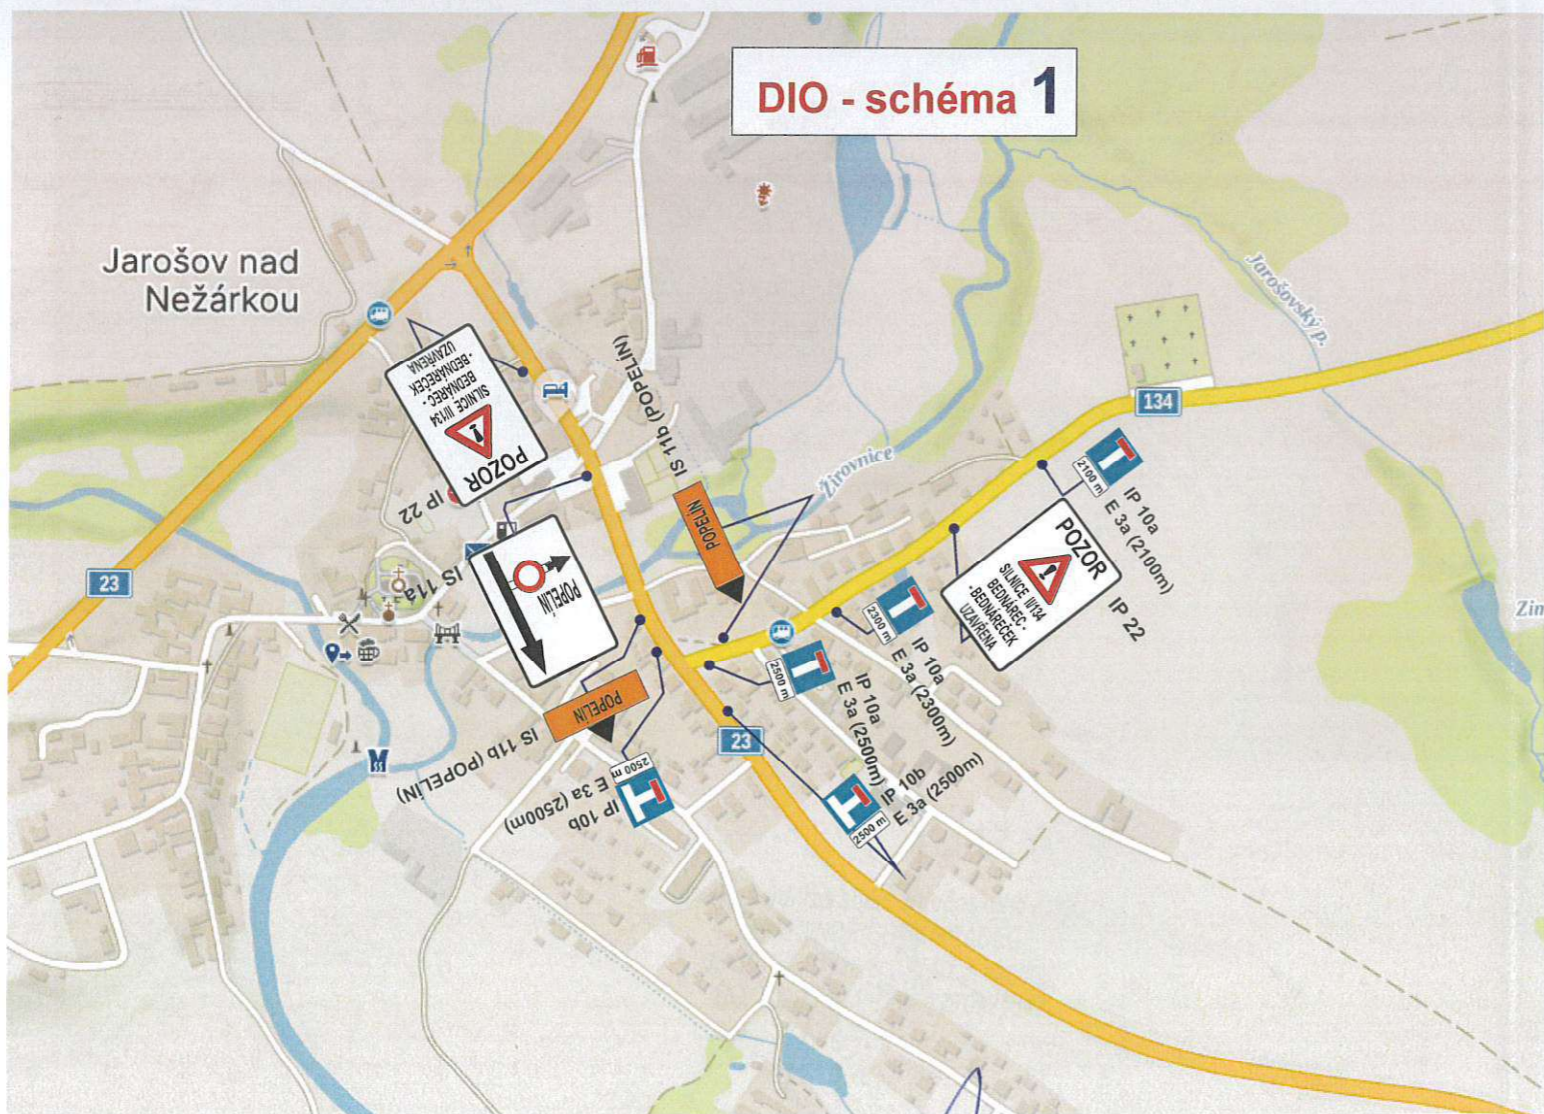 DIO - schéma 1
Jarošov nad
Nežárkou
Jarošovský p.
134
POZOR
SILNICE II/134
BEDNÁREC -
- BEDNÁREČEK
UZAVŘENA
IP 22
IS 11b (POPELÍN)
POPELÍN
Žirovnice
2100 m
IP 10a
E 3a (2100m)
POZOR
SILNICE II/134
BEDNÁREC -
- BEDNÁREČEK
UZAVŘENA
IP 22
23
IS 11a
POPELÍN
2300 m
IP 10a
E 3a (2300m)
2500 m
IP 10a
E 3a (2500m)
POPELÍN
IS 11b (POPELÍN)
23
2500 m
IP 10b
E 3a (2500m)
2500 m
IP 10b
E 3a (2500m)